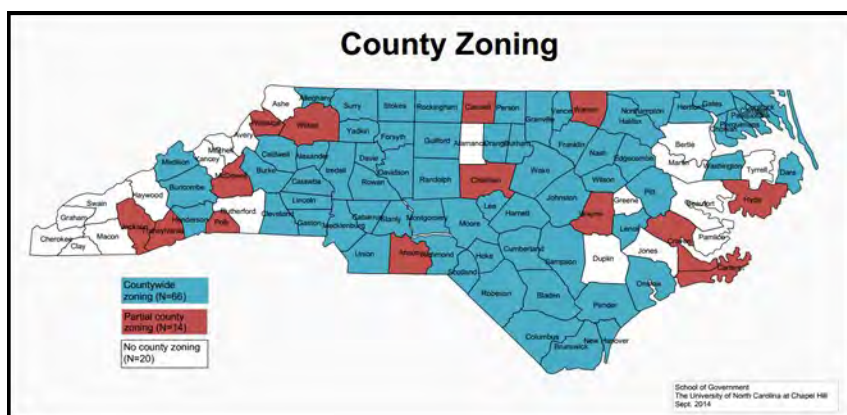 County Zoning
Ashe
Alleghany
Surry
Stokes
Rockingham
Caswell
Person
Vance
Warren
Northampton
Gates
Granville
Halifax
Hertford
Wilkes
Yadkin
Forsyth
Guilford
Alamance
Orange
Durham
Franklin
Bertie
Avery
Mitchell
Yancey
Caldwell
Alexander
Iredell
Davie
Davidson
Randolph
Chatham
Wake
Nash
Edgecombe
Martin
Washington
Tyrrell
Dare
Madison
Burke
McDowell
Catawba
Rowan
Wilson
Pitt
Beaufort
Hyde
Haywood
Buncombe
Lincoln
Johnston
Greene
Swain
Rutherford
Cleveland
Gaston
Mecklenburg
Cabarrus
Stanly
Montgomery
Moore
Lee
Harnett
Wayne
Lenoir
Craven
Pamlico
Graham
Jackson
Henderson
Polk
Transylvania
Cherokee
Clay
Macon
Union
Richmond
Hoke
Cumberland
Sampson
Duplin
Jones
Carteret
Onslow
Scotland
Robeson
Bladen
Pender
Columbus
Brunswick
New Hanover
Countywide
zoning (N=66)
Partial county
zoning (N=14)
No county zoning
(N=20)
School of Government
The University of North Carolina at Chapel Hill
Sept. 2014